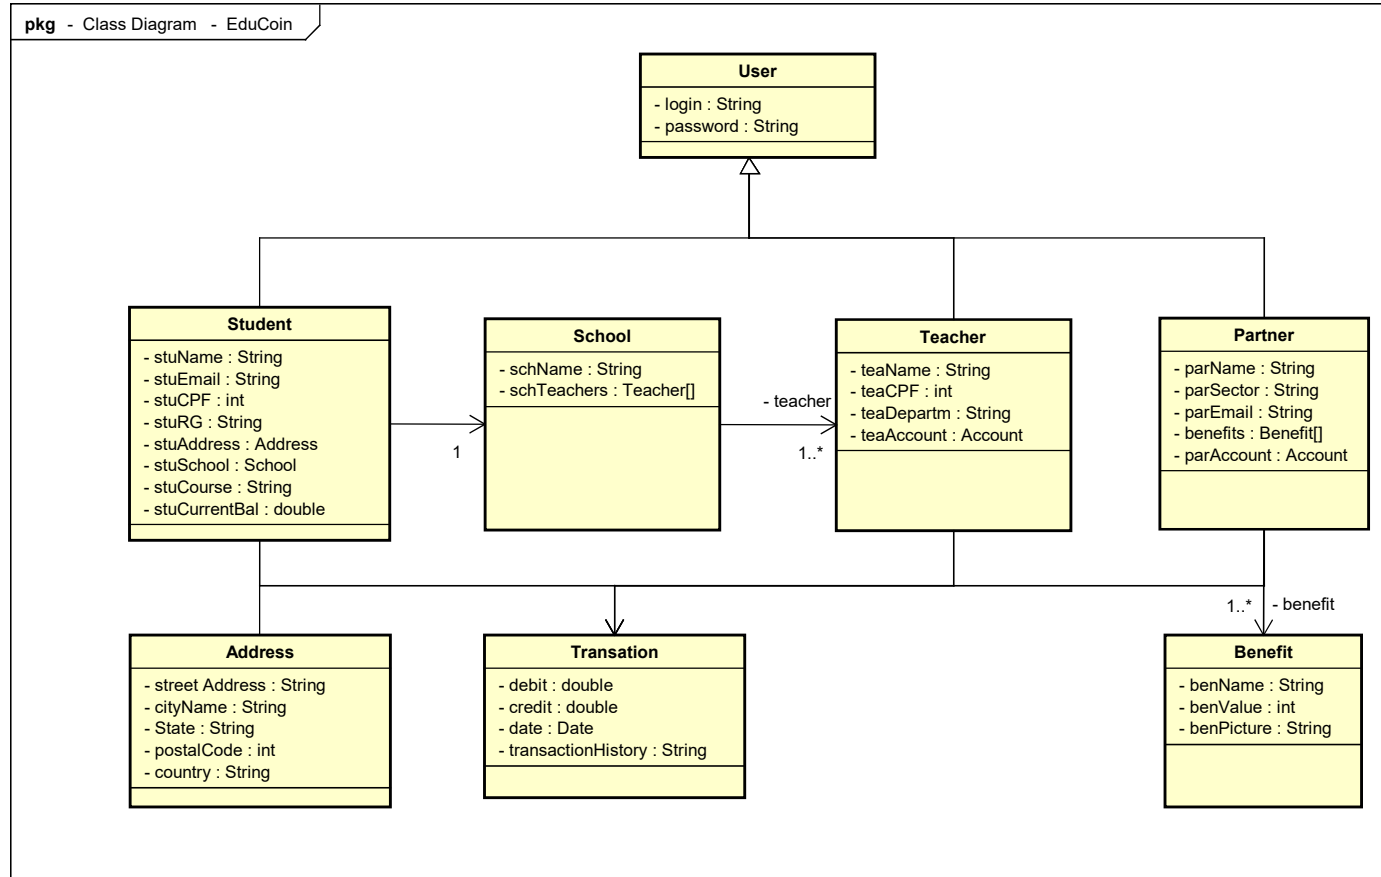 pkg - Class Diagram - EduCoin
User
- login : String
- password : String
Student
- stuName : String
- stuEmail : String
- stuCPF : int
- stuRG : String
- stuAddress : Address
- stuSchool : School
- stuCourse : String
- stuCurrentBal : double
1
School
- schName : String
- schTeachers : Teacher[]
- teacher
1..*
Teacher
- teaName : String
- teaCPF : int
- teaDepartm : String
- teaAccount : Account
Partner
- parName : String
- parSector : String
- parEmail : String
- benefits : Benefit[]
- parAccount : Account
1..* - benefit
Address
- street Address : String
- cityName : String
- State : String
- postalCode : int
- country : String
Transation
- debit : double
- credit : double
- date : Date
- transactionHistory : String
Benefit
- benName : String
- benValue : int
- benPicture : String